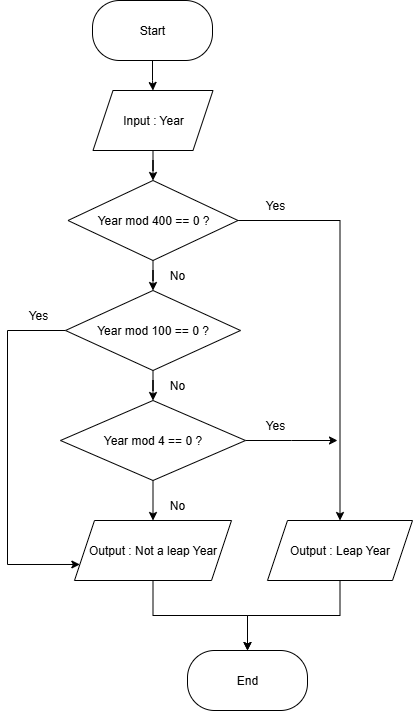 Start
Input : Year
Year mod 400 == 0 ?
Yes
No
Yes
Year mod 100 == 0 ?
No
Year mod 4 == 0 ?
Yes
No
Output : Not a leap Year
Output : Leap Year
End